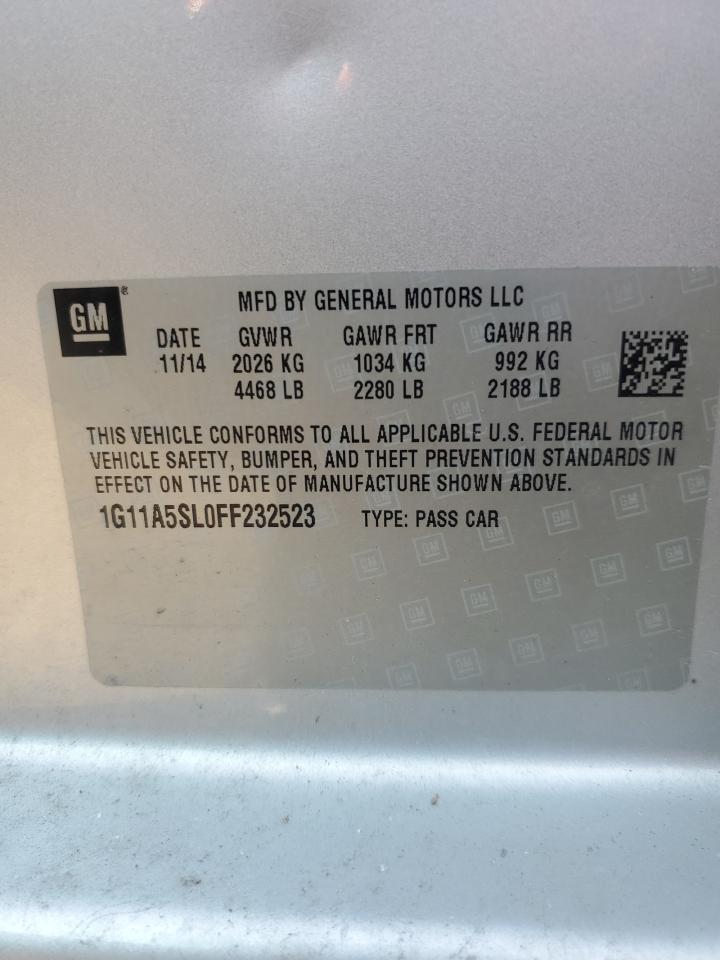 GM®
MFD BY GENERAL MOTORS LLC
DATE GVWR GAWR FRT GAWR RR
11/14 2026 KG 1034 KG 992 KG
4468 LB 2280 LB 2188 LB
THIS VEHICLE CONFORMS TO ALL APPLICABLE U.S. FEDERAL MOTOR
VEHICLE SAFETY, BUMPER, AND THEFT PREVENTION STANDARDS IN
EFFECT ON THE DATE OF MANUFACTURE SHOWN ABOVE.
1G11A5SL0FF232523 TYPE: PASS CAR